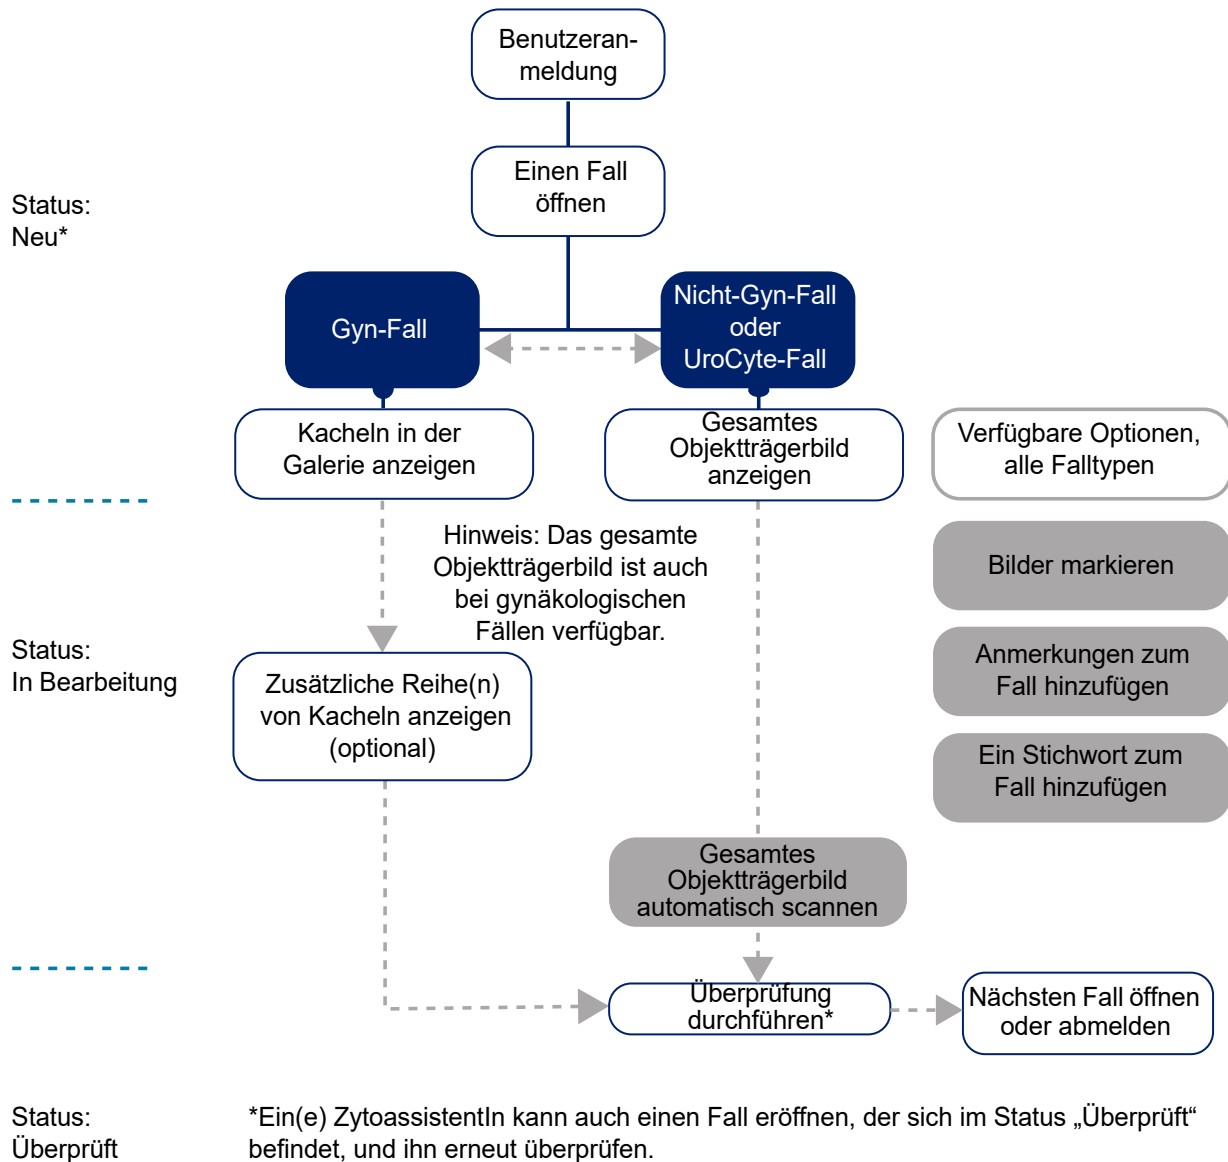 Benutzeran-
meldung
Einen Fall
öffnen
Status:
Neu*
Gyn-Fall
Nicht-Gyn-Fall
oder
UroCyte-Fall
Kacheln in der
Galerie anzeigen
Gesamtes
Objektträgerbild
anzeigen
Verfügbare Optionen,
alle Falltypen
Hinweis: Das gesamte
Objektträgerbild ist auch
bei gynäkologischen
Fällen verfügbar.
Bilder markieren
Status:
In Bearbeitung
Zusätzliche Reihe(n)
von Kacheln anzeigen
(optional)
Anmerkungen zum
Fall hinzufügen
Ein Stichwort zum
Fall hinzufügen
Gesamtes
Objektträgerbild
automatisch scannen
Überprüfung
durchführen*
Nächsten Fall öffnen
oder abmelden
Status:
Überprüft
*Ein(e) ZytoassistentIn kann auch einen Fall eröffnen, der sich im Status „Überprüft“
befindet, und ihn erneut überprüfen.